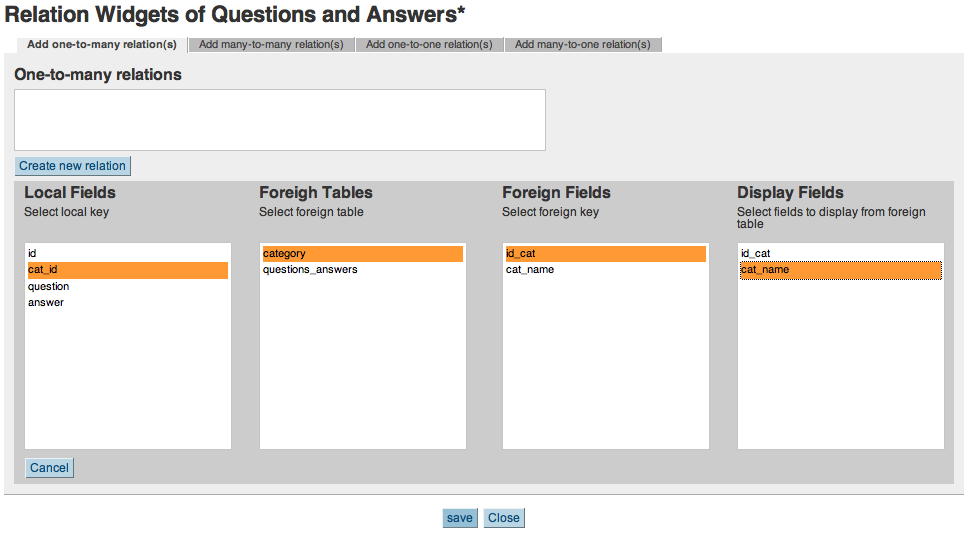 Relation Widgets of Questions and Answers*
Add one-to-many relation(s) Add many-to-many relation(s) Add one-to-one relation(s) Add many-to-one relation(s)
One-to-many relations
Create new relation
Local Fields Foreigh Tables Foreign Fields Display Fields
Select local key Select foreign table Select foreign key Select fields to display from foreign
table
id category id_cat id_cat
cat_id questions_answers cat_name cat_name
question
answer
Cancel
save Close